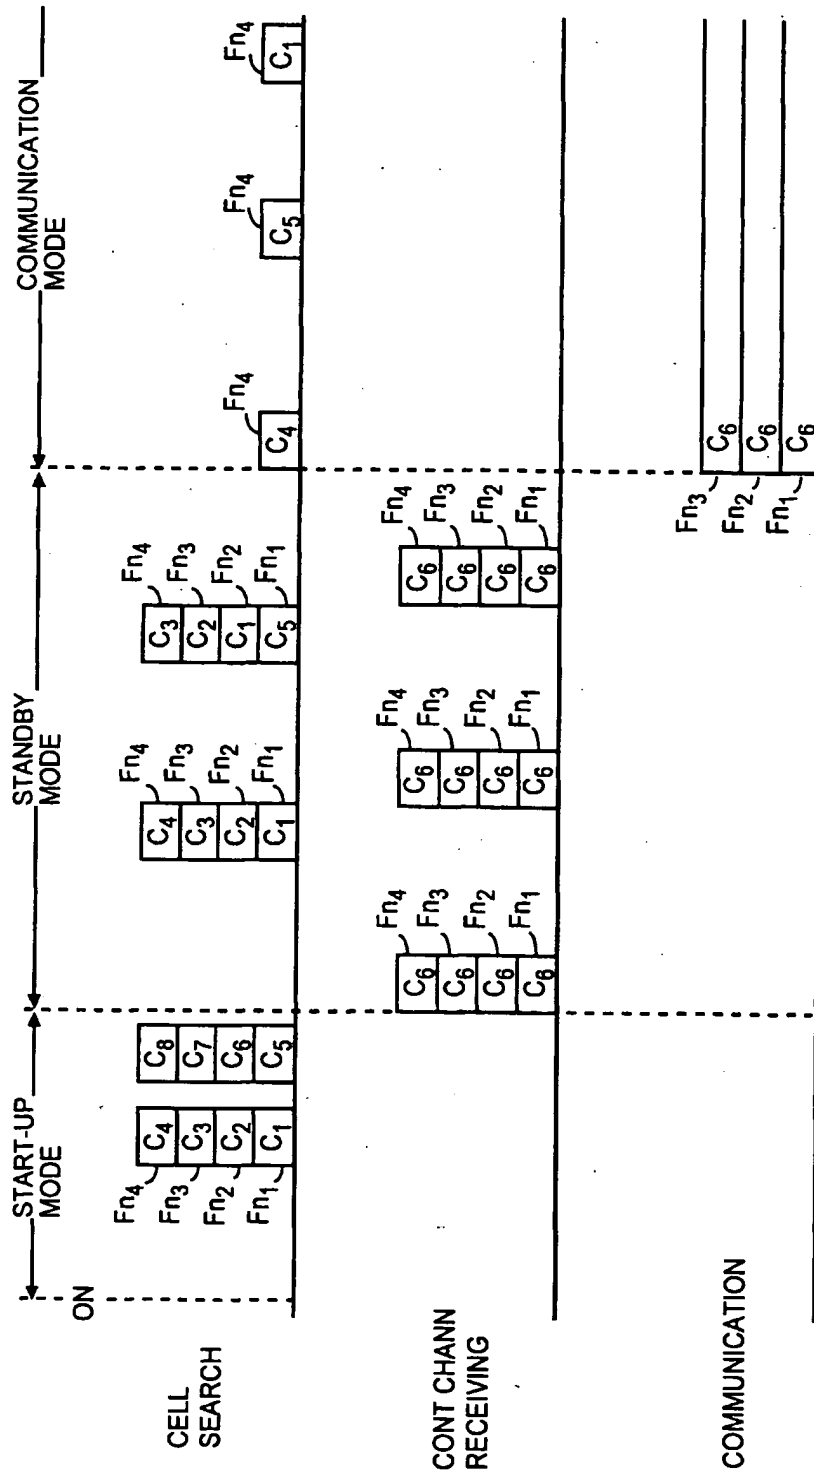 START-UP
MODE
STANDBY
MODE
COMMUNICATION
MODE
ON
CELL
SEARCH
Fn4
Fn3
Fn2
Fn1
C4
C3
C2
C1
C8
C7
C6
C5
C4
C3
C2
C1
Fn4
Fn3
Fn2
Fn1
C3
C2
C1
C5
Fn4
Fn3
Fn2
Fn1
C4
Fn4
C5
Fn4
C1
Fn4
CONT CHANN
RECEIVING
C6
C6
C6
C6
Fn4
Fn3
Fn2
Fn1
C6
C6
C6
C6
Fn4
Fn3
Fn2
Fn1
C6
C6
C6
C6
Fn4
Fn3
Fn2
Fn1
COMMUNICATION
Fn3
Fn2
Fn1
C6
C6
C6